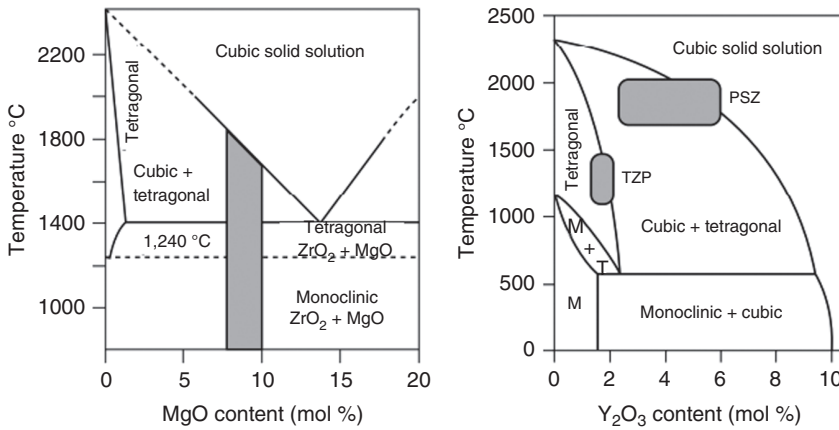 2200
1800
1400
1000
Temperature °C
Cubic solid solution
Tetragonal
Cubic +
tetragonal
1,240 °C
Tetragonal
ZrO2 + MgO
Monoclinic
ZrO2 + MgO
0
5
10
15
20
MgO content (mol %)
2500
2000
1500
1000
500
0
Temperature °C
Cubic solid solution
PSZ
Tetragonal
TZP
M
+
T
Cubic + tetragonal
M
Monoclinic + cubic
0
2
4
6
8
10
Y2O3 content (mol %)